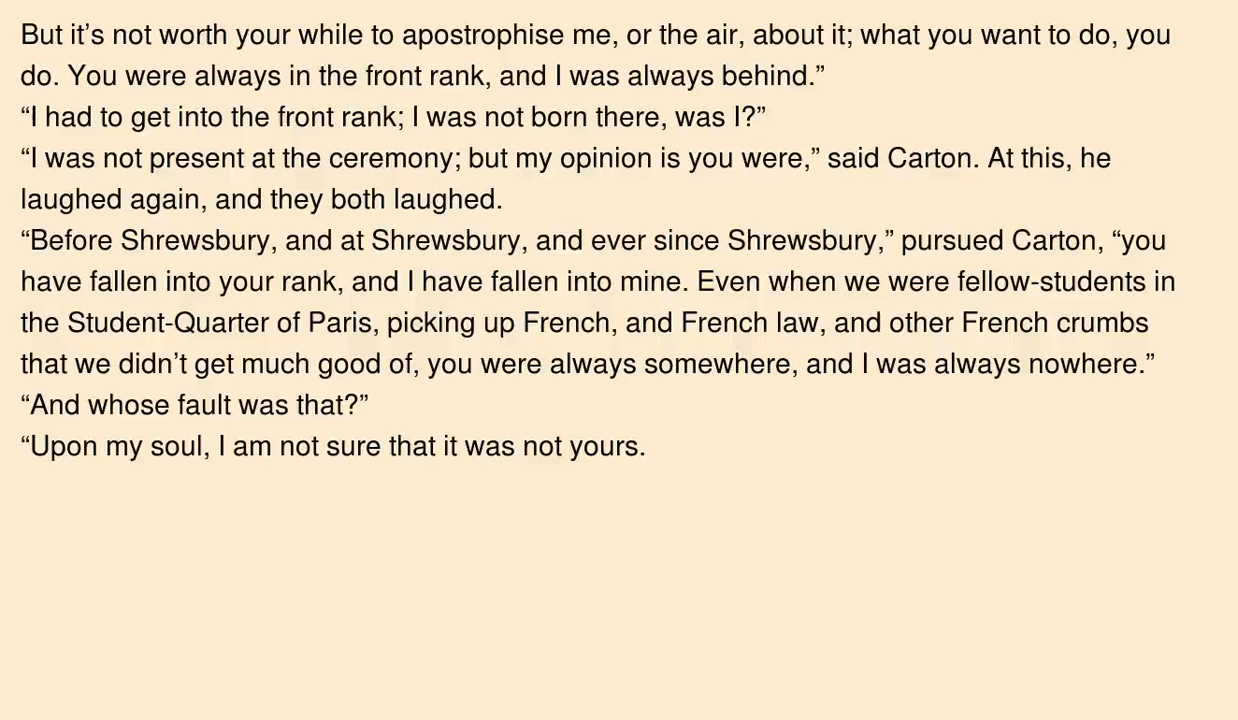 But it’s not worth your while to apostrophise me, or the air, about it; what you want to do, you
do. You were always in the front rank, and I was always behind.”
“I had to get into the front rank; I was not born there, was I?”
“I was not present at the ceremony; but my opinion is you were,” said Carton. At this, he
laughed again, and they both laughed.
“Before Shrewsbury, and at Shrewsbury, and ever since Shrewsbury,” pursued Carton, “you
have fallen into your rank, and I have fallen into mine. Even when we were fellow-students in
the Student-Quarter of Paris, picking up French, and French law, and other French crumbs
that we didn’t get much good of, you were always somewhere, and I was always nowhere.”
“And whose fault was that?”
“Upon my soul, I am not sure that it was not yours.